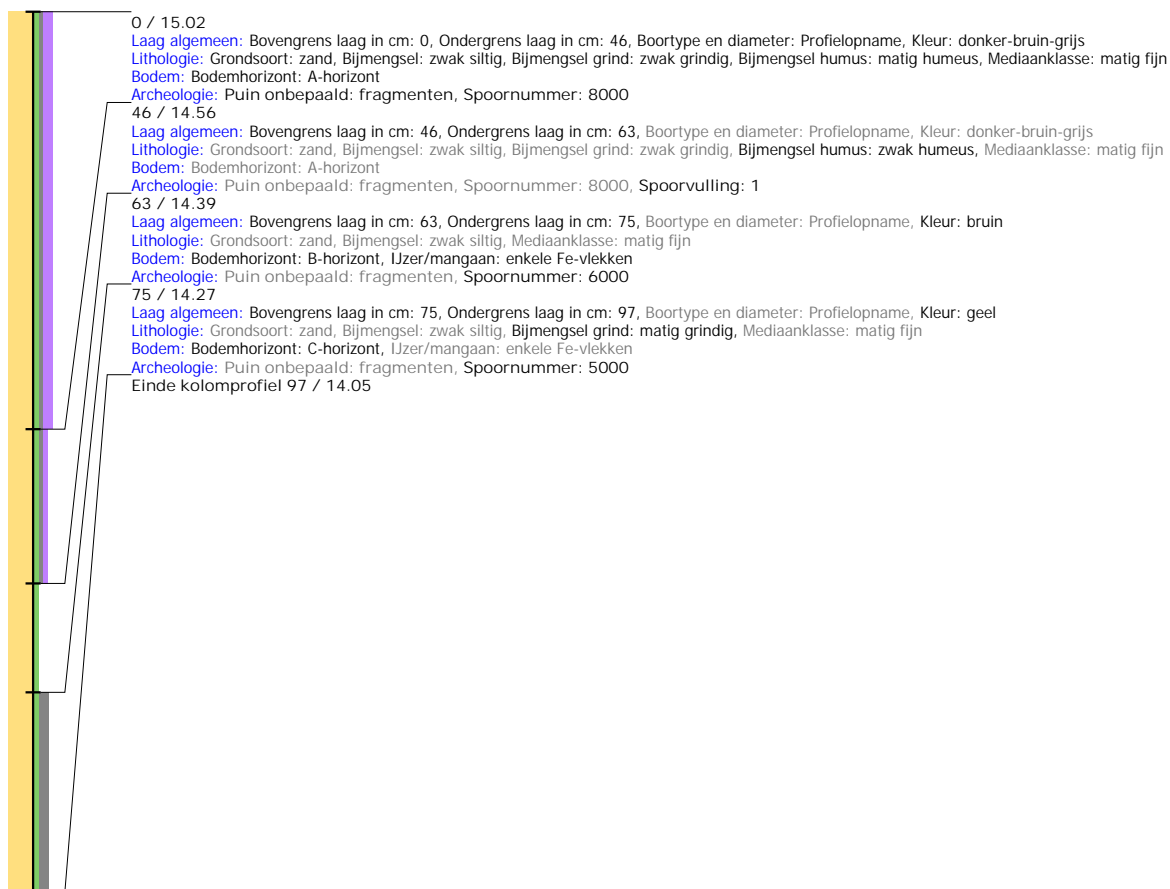 0 / 15.02
Laag algemeen: Bovengrens laag in cm: 0, Ondergrens laag in cm: 46, Boortype en diameter: Profielopname, Kleur: donker-bruin-grijs
Lithologie: Grondsoort: zand, Bijmengsel: zwak siltig, Bijmengsel grind: zwak grindig, Bijmengsel humus: matig humeus, Mediaanklasse: matig fijn
Bodem: Bodemhorizont: A-horizont
Archeologie: Puin onbepaald: fragmenten, Spoornummer: 8000
46 / 14.56
Laag algemeen: Bovengrens laag in cm: 46, Ondergrens laag in cm: 63, Boortype en diameter: Profielopname, Kleur: donker-bruin-grijs
Lithologie: Grondsoort: zand, Bijmengsel: zwak siltig, Bijmengsel grind: zwak grindig, Bijmengsel humus: zwak humeus, Mediaanklasse: matig fijn
Bodem: Bodemhorizont: A-horizont
Archeologie: Puin onbepaald: fragmenten, Spoornummer: 8000, Spoorvulling: 1
63 / 14.39
Laag algemeen: Bovengrens laag in cm: 63, Ondergrens laag in cm: 75, Boortype en diameter: Profielopname, Kleur: bruin
Lithologie: Grondsoort: zand, Bijmengsel: zwak siltig, Mediaanklasse: matig fijn
Bodem: Bodemhorizont: B-horizont, IJzer/mangaan: enkele Fe-vlekken
Archeologie: Puin onbepaald: fragmenten, Spoornummer: 6000
75 / 14.27
Laag algemeen: Bovengrens laag in cm: 75, Ondergrens laag in cm: 97, Boortype en diameter: Profielopname, Kleur: geel
Lithologie: Grondsoort: zand, Bijmengsel: zwak siltig, Bijmengsel grind: matig grindig, Mediaanklasse: matig fijn
Bodem: Bodemhorizont: C-horizont, IJzer/mangaan: enkele Fe-vlekken
Archeologie: Puin onbepaald: fragmenten, Spoornummer: 5000
Einde kolomprofiel 97 / 14.05